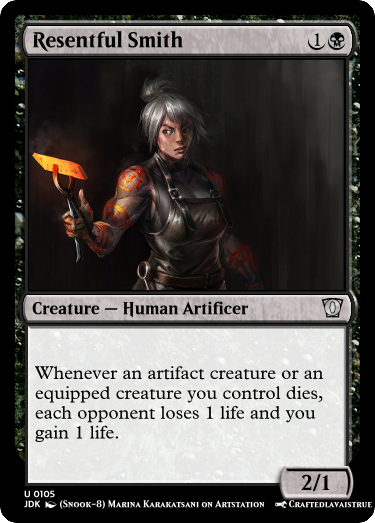 Resentful Smith 1
Creature — Human Artificer
Whenever an artifact creature or an
equipped creature you control dies,
each opponent loses 1 life and you
gain 1 life.
2/1
U 0105
JDK (Snook-8) Marina Karakatsani on Artstation Craftedlavaistrue